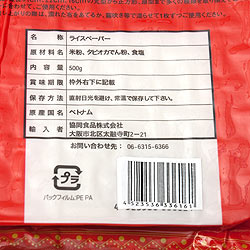 名称 ライスペーパー
原材料名 米粉、タピオカでん粉、食塩
内容量 500g
賞味期限 枠外右下に記載
保存方法 直射日光を避け、常温で保存して下さい。
原産国名 ベトナム
輸入者 協同食品株式会社
大阪市北区太融寺町2-21
お問い合わせ先: 06-6315-6366
プラ
パックフィルム:PE PA
4 523536 336161